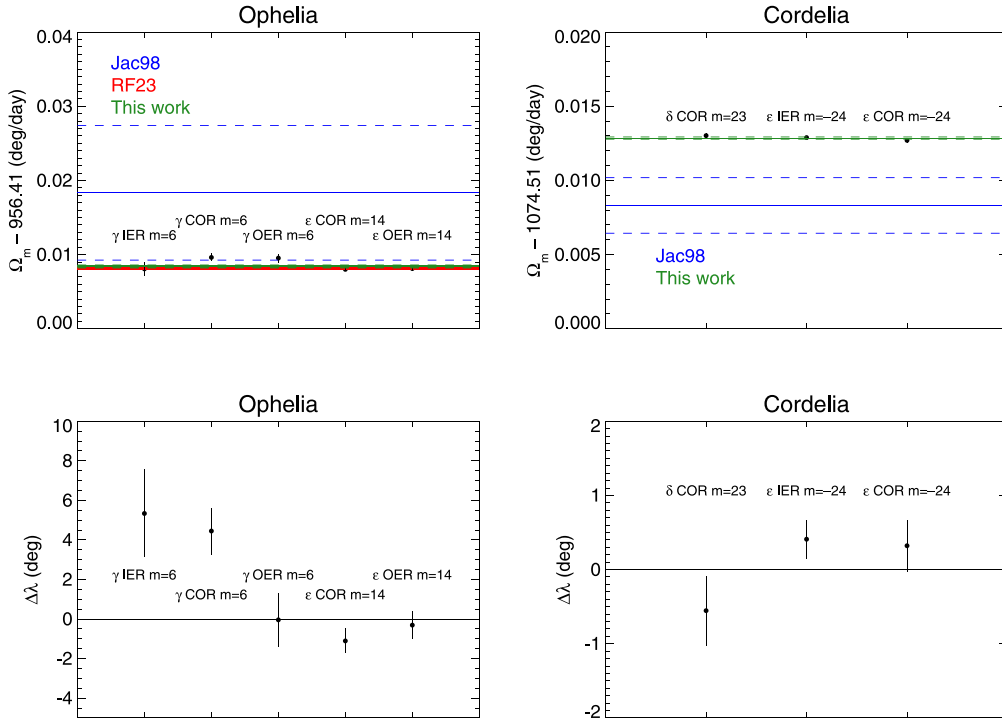 Ophelia
0.04
0.03
0.02
0.01
0.00
Ωm − 956.41 (deg/day)
Jac98
RF23
This work
γ COR m=6
ε COR m=14
γ IER m=6
γ OER m=6
ε OER m=14
Cordelia
0.020
0.015
0.010
0.005
0.000
Ωm − 1074.51 (deg/day)
δ COR m=23
ε IER m=−24
ε COR m=−24
Jac98
This work
Ophelia
10
8
6
4
2
0
-2
-4
Δλ (deg)
γ IER m=6
γ OER m=6
ε OER m=14
γ COR m=6
ε COR m=14
Cordelia
2
1
0
-1
-2
Δλ (deg)
δ COR m=23
ε IER m=−24
ε COR m=−24